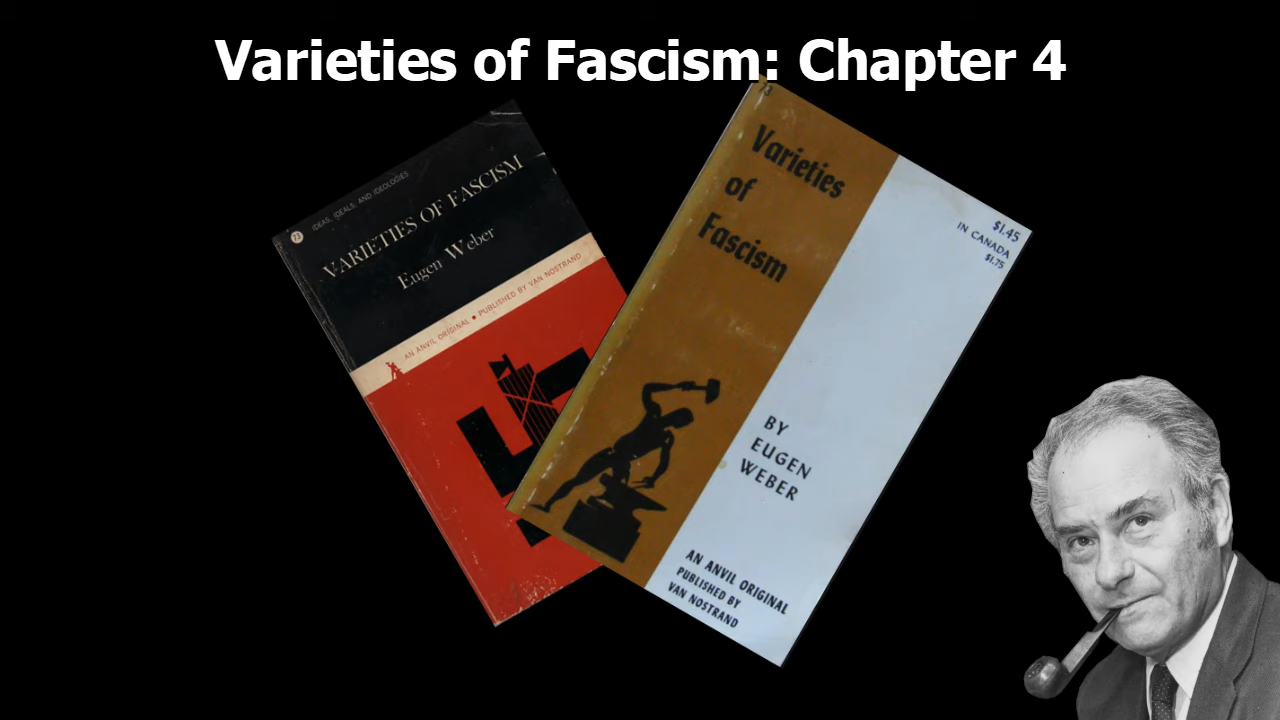 Varieties of Fascism: Chapter 4
73
IDEAS, IDEALS, AND IDEOLOGIES
VARIETIES OF FASCISM
Eugen Weber
AN ANVIL ORIGINAL • PUBLISHED BY VAN NOSTRAND
73
Varieties
of
Fascism
$1.45
IN CANADA
$1.75
BY
EUGEN
WEBER
AN ANVIL ORIGINAL
PUBLISHED BY
VAN NOSTRAND